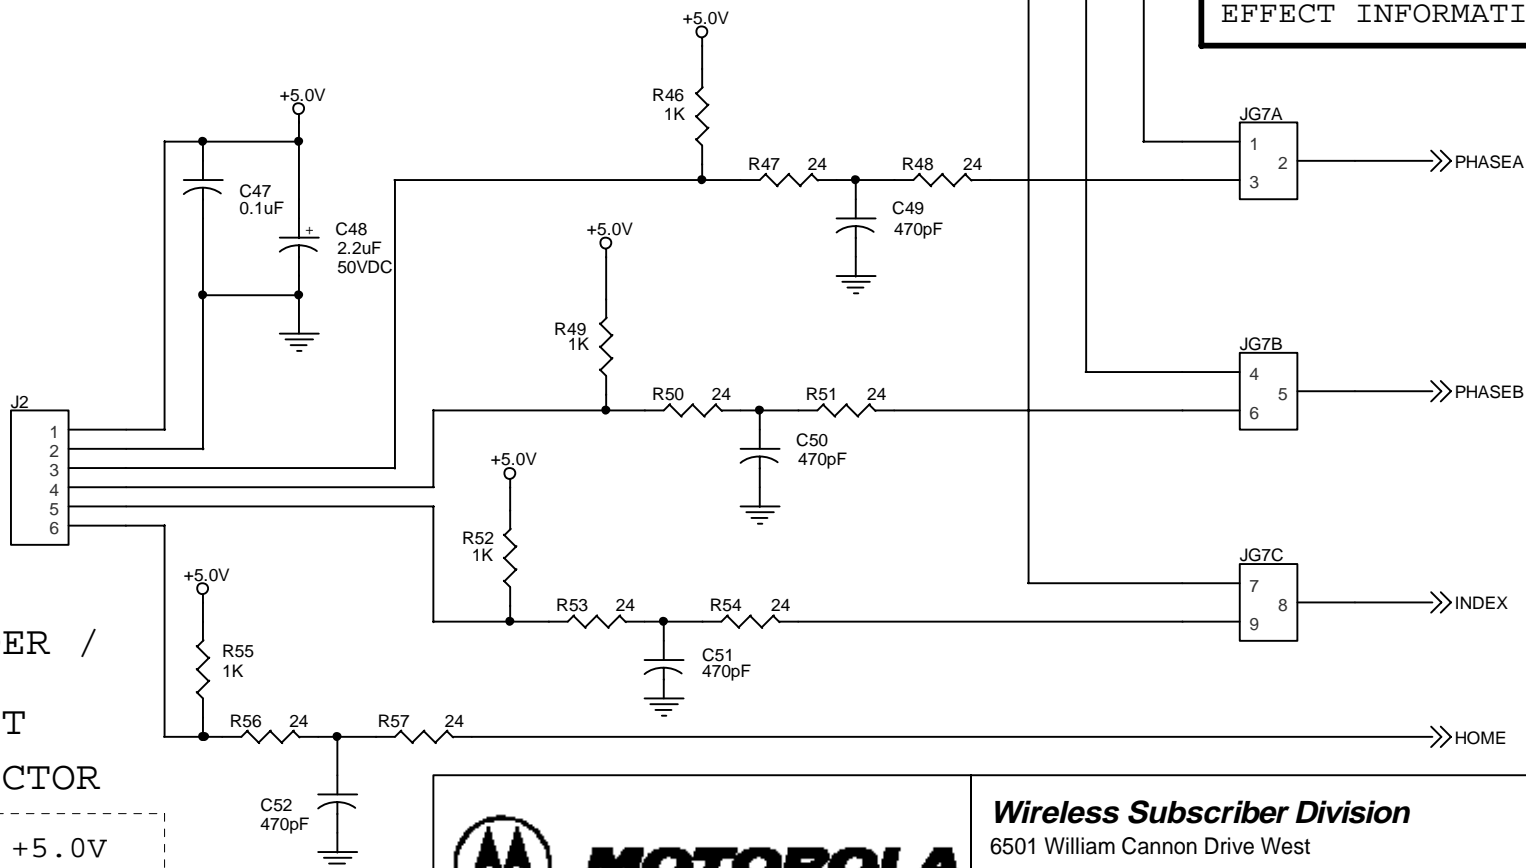 EFFECT INFORMATI
+5.0V
R46
1K
R47 24
R48 24
C49
470pF
JG7A
1
2
3
PHASEA
+5.0V
C47
0.1uF
+
C48
2.2uF
50VDC
+5.0V
R49
1K
R50 24
R51 24
C50
470pF
JG7B
4
5
6
PHASEB
J2
1
2
3
4
5
6
+5.0V
R52
1K
R53 24
R54 24
C51
470pF
JG7C
7
8
9
INDEX
+5.0V
R55
1K
R56 24
R57 24
C52
470pF
HOME
ER /
T
CTOR
+5.0V
MOTOROLA
Wireless Subscriber Division
6501 William Cannon Drive West